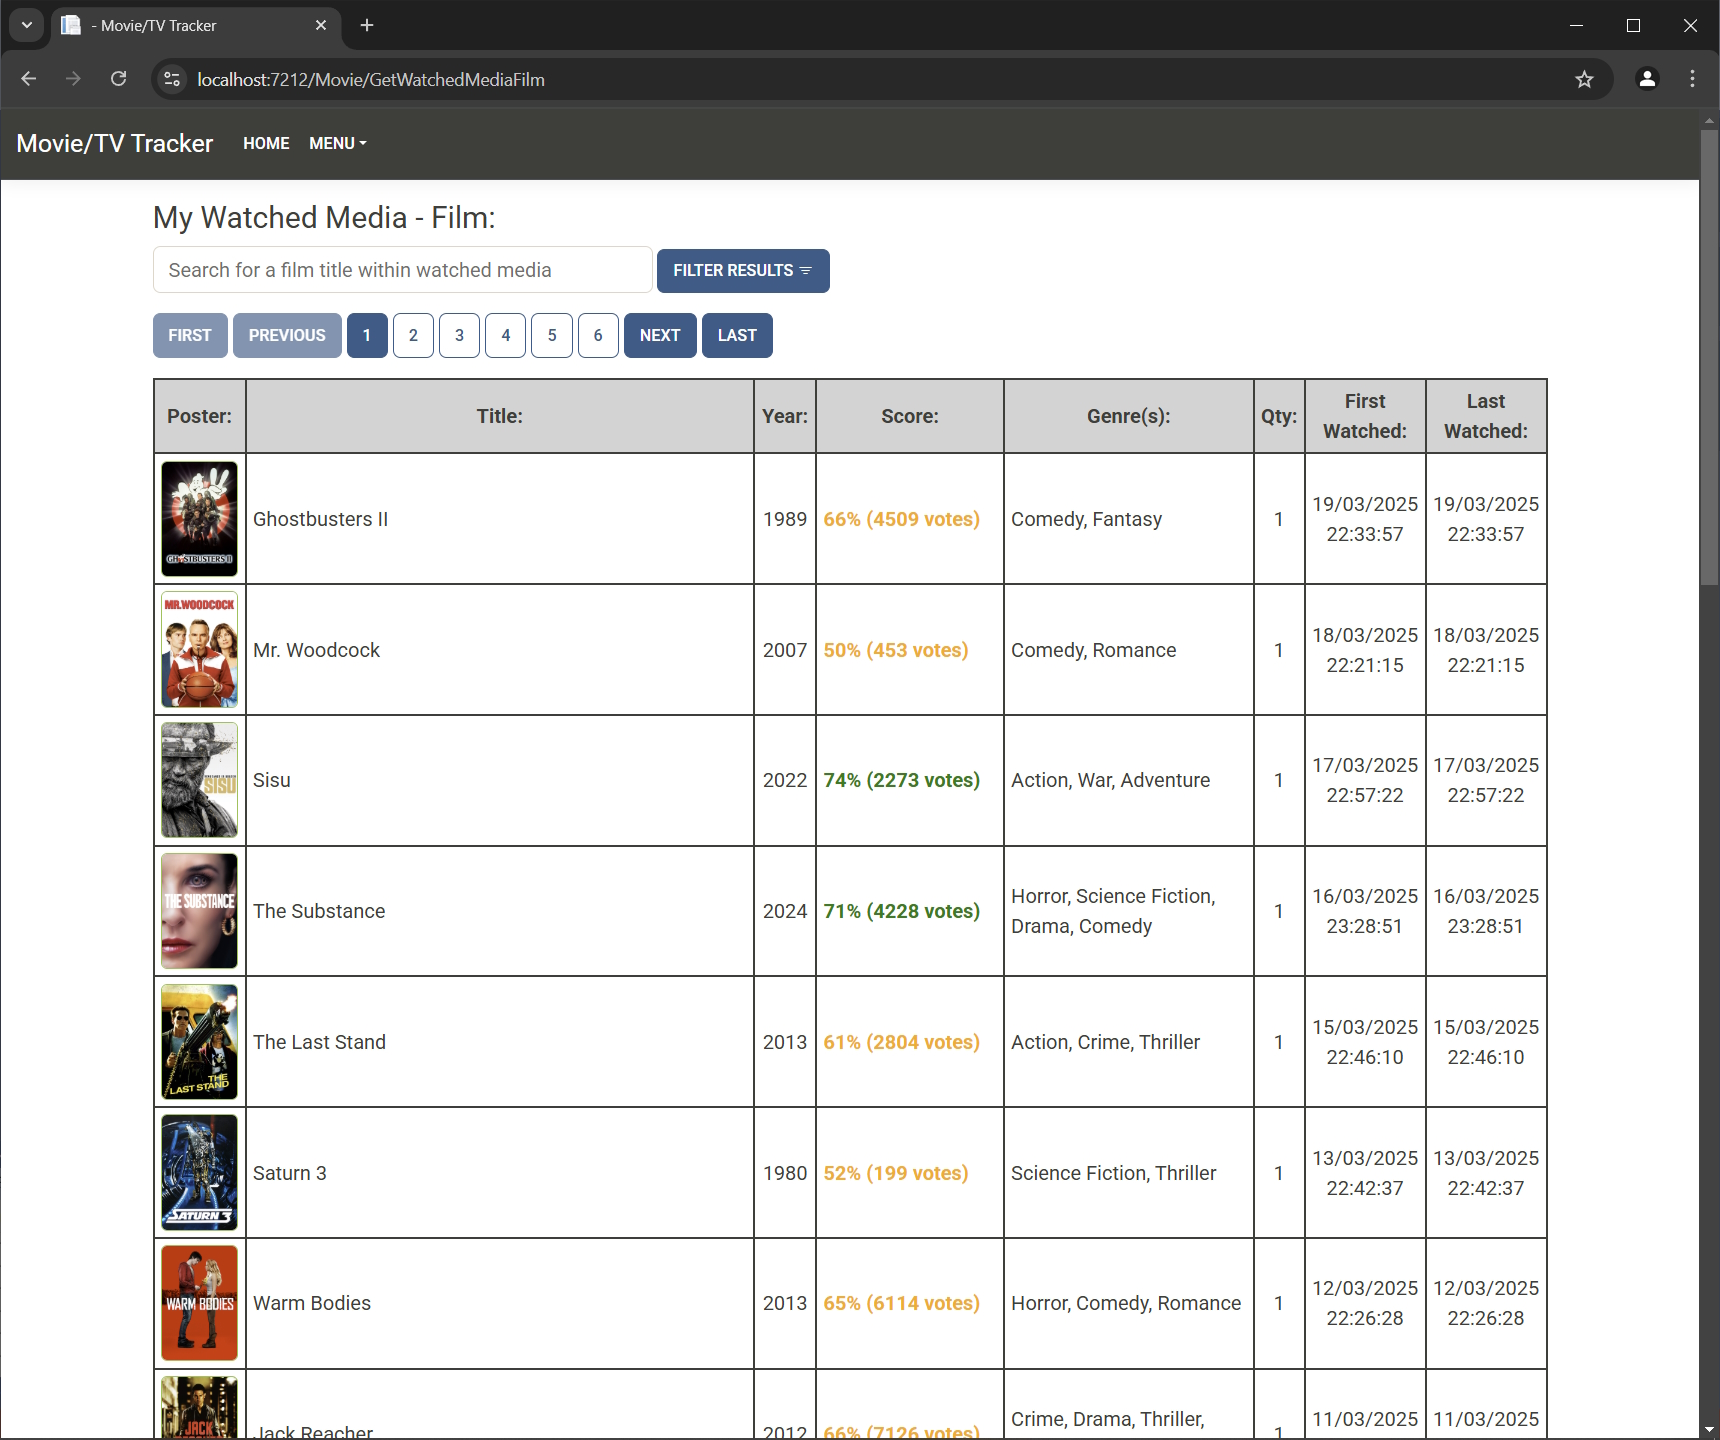 - Movie/TV Tracker
localhost:7212/Movie/GetWatchedMediaFilm
Movie/TV Tracker HOME MENU
My Watched Media - Film:
Search for a film title within watched media FILTER RESULTS
FIRST PREVIOUS 1 2 3 4 5 6 NEXT LAST
Poster: Title: Year: Score: Genre(s): Qty: First Watched: Last Watched:
GHOSTBUSTERS II
Ghostbusters II 1989 66% (4509 votes) Comedy, Fantasy 1 19/03/2025 22:33:57 19/03/2025 22:33:57
MR. WOODCOCK
Mr. Woodcock 2007 50% (453 votes) Comedy, Romance 1 18/03/2025 22:21:15 18/03/2025 22:21:15
SISU
Sisu 2022 74% (2273 votes) Action, War, Adventure 1 17/03/2025 22:57:22 17/03/2025 22:57:22
THE SUBSTANCE
The Substance 2024 71% (4228 votes) Horror, Science Fiction, Drama, Comedy 1 16/03/2025 23:28:51 16/03/2025 23:28:51
THE LAST STAND
The Last Stand 2013 61% (2804 votes) Action, Crime, Thriller 1 15/03/2025 22:46:10 15/03/2025 22:46:10
SATURN 3
Saturn 3 1980 52% (199 votes) Science Fiction, Thriller 1 13/03/2025 22:42:37 13/03/2025 22:42:37
WARM BODIES
Warm Bodies 2013 65% (6114 votes) Horror, Comedy, Romance 1 12/03/2025 22:26:28 12/03/2025 22:26:28
JACK
Jack Reacher 2012 66% (7126 votes) Crime, Drama, Thriller, 1 11/03/2025 11/03/2025